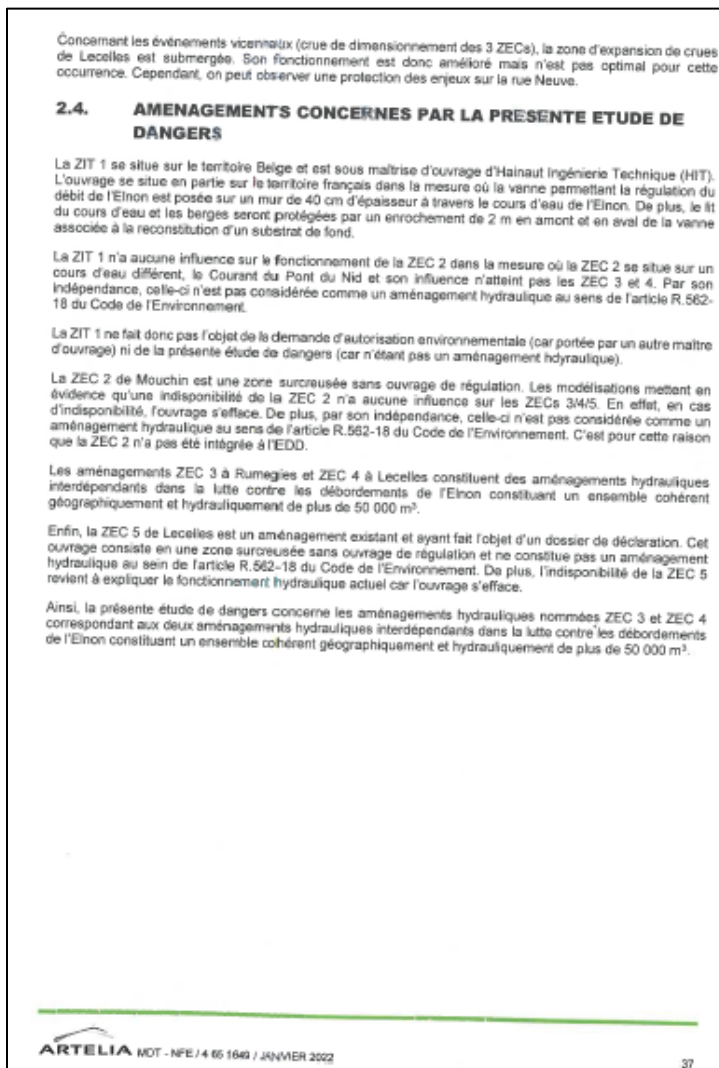 Concernant les événements vicennaux (crue de dimensionnement des 3 ZECs), la zone d'expansion de crues
de Lecelles est submergée. Son fonctionnement est donc amélioré mais n'est pas optimal pour cette
occurrence. Cependant, on peut observer une protection des enjeux sur la rue Neuve.
2.4. AMENAGEMENTS CONCERNES PAR LA PRESENTE ETUDE DE
DANGERS
La ZIT 1 se situe sur le territoire Belge et est sous maîtrise d'ouvrage d'Hainaut Ingénierie Technique (HIT).
L'ouvrage se situe en partie sur le territoire français dans la mesure où la vanne permettant la régulation du
débit de l'Elnon est posée sur un mur de 40 cm d'épaisseur à travers le cours d'eau de l'Elnon. De plus, le lit
du cours d'eau et les berges seront protégées par un enrochement de 2 m en amont et en aval de la vanne
associée à la reconstitution d'un substrat de fond.
La ZIT 1 n'a aucune influence sur le fonctionnement de la ZEC 2 dans la mesure où la ZEC 2 se situe sur un
cours d'eau différent, le Courant du Pont du Nid et son influence n'atteint pas les ZEC 3 et 4. Par son
indépendance, celle-ci n'est pas considérée comme un aménagement hydraulique au sens de l'article R.562-
18 du Code de l'Environnement.
La ZIT 1 ne fait donc pas l'objet de la demande d'autorisation environnementale (car portée par un autre maître
d'ouvrage) ni de la présente étude de dangers (car n'étant pas un aménagement hdyraulique).
La ZEC 2 de Mouchin est une zone surcreusée sans ouvrage de régulation. Les modélisations mettent en
évidence qu'une indisponibilité de la ZEC 2 n'a aucune influence sur les ZECs 3/4/5. En effet, en cas
d'indisponibilité, l'ouvrage s'efface. De plus, par son indépendance, celle-ci n'est pas considérée comme un
aménagement hydraulique au sens de l'article R.562-18 du Code de l'Environnement. C'est pour cette raison
que la ZEC 2 n'a pas été intégrée à l'EDD.
Les aménagements ZEC 3 à Rumegies et ZEC 4 à Lecelles constituent des aménagements hydrauliques
interdépendants dans la lutte contre les débordements de l'Elnon constituant un ensemble cohérent
géographiquement et hydrauliquement de plus de 50 000 m³.
Enfin, la ZEC 5 de Lecelles est un aménagement existant et ayant fait l'objet d'un dossier de déclaration. Cet
ouvrage consiste en une zone surcreusée sans ouvrage de régulation et ne constitue pas un aménagement
hydraulique au sein de l'article R.562-18 du Code de l'Environnement. De plus, l'indisponibilité de la ZEC 5
revient à expliquer le fonctionnement hydraulique actuel car l'ouvrage s'efface.
Ainsi, la présente étude de dangers concerne les aménagements hydrauliques nommées ZEC 3 et ZEC 4
correspondant aux deux aménagements hydrauliques interdépendants dans la lutte contre les débordements
de l'Elnon constituant un ensemble cohérent géographiquement et hydrauliquement de plus de 50 000 m³.
ARTELIA MOT - NFE / 4 65 1649 / JANVIER 2022
37